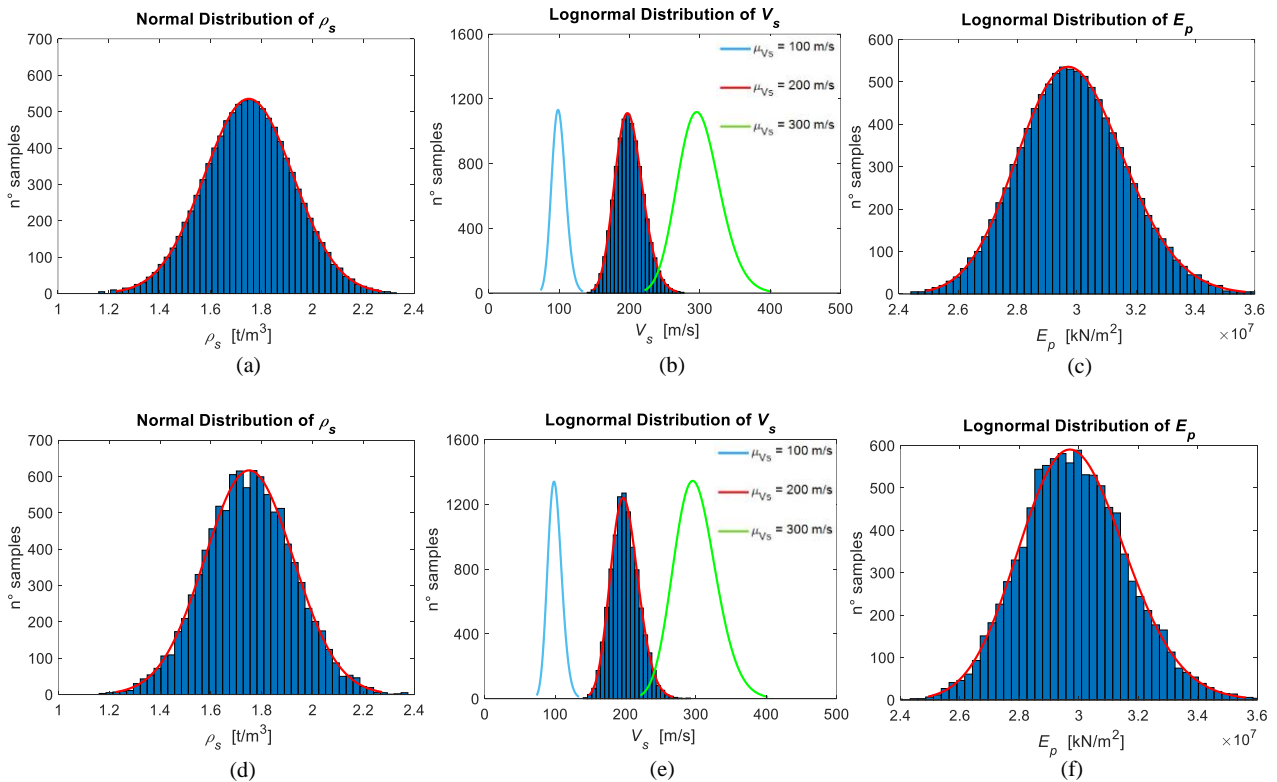 Normal Distribution of ρs
Lognormal Distribution of Vs
Lognormal Distribution of Ep
700
600
500
400
300
200
100
0
n° samples
1 1.2 1.4 1.6 1.8 2 2.2 2.4
ρs [t/m3]
(a)
1600
1200
800
400
0
n° samples
μVs = 100 m/s
μVs = 200 m/s
μVs = 300 m/s
0 100 200 300 400 500
Vs [m/s]
(b)
600
500
400
300
200
100
0
n° samples
2.4 2.6 2.8 3.0 3.2 3.4 3.6
×10^7
Ep [kN/m2]
(c)
Normal Distribution of ρs
Lognormal Distribution of Vs
Lognormal Distribution of Ep
700
600
500
400
300
200
100
0
n° samples
1 1.2 1.4 1.6 1.8 2 2.2 2.4
ρs [t/m3]
(d)
1600
1200
800
400
0
n° samples
μVs = 100 m/s
μVs = 200 m/s
μVs = 300 m/s
0 100 200 300 400 500
Vs [m/s]
(e)
600
500
400
300
200
100
0
n° samples
2.4 2.6 2.8 3.0 3.2 3.4 3.6
×10^7
Ep [kN/m2]
(f)